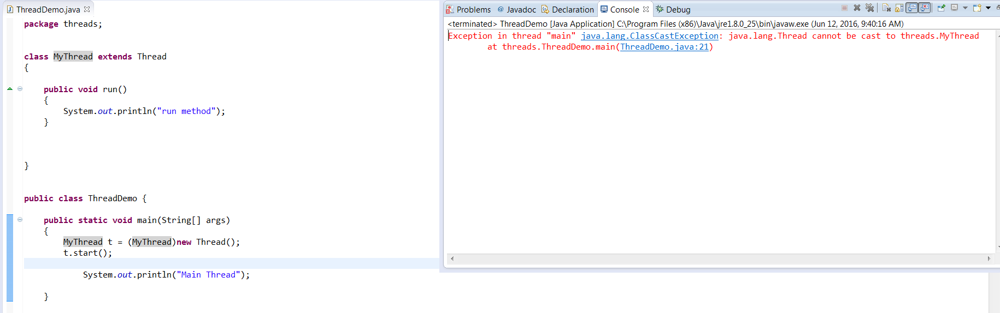 ThreadDemo.java
package threads;
class MyThread extends Thread
{
public void run()
{
System.out.println("run method");
}
}
public class ThreadDemo {
public static void main(String[] args)
{
MyThread t = (MyThread)new Thread();
t.start();
System.out.println("Main Thread");
}
Problems @ Javadoc Declaration Console Debug
<terminated> ThreadDemo [Java Application] C:\Program Files (x86)\Java\jre1.8.0_25\bin\javaw.exe (Jun 12, 2016, 9:40:16 AM)
Exception in thread "main" java.lang.ClassCastException: java.lang.Thread cannot be cast to threads.MyThread
at threads.ThreadDemo.main(ThreadDemo.java:21)